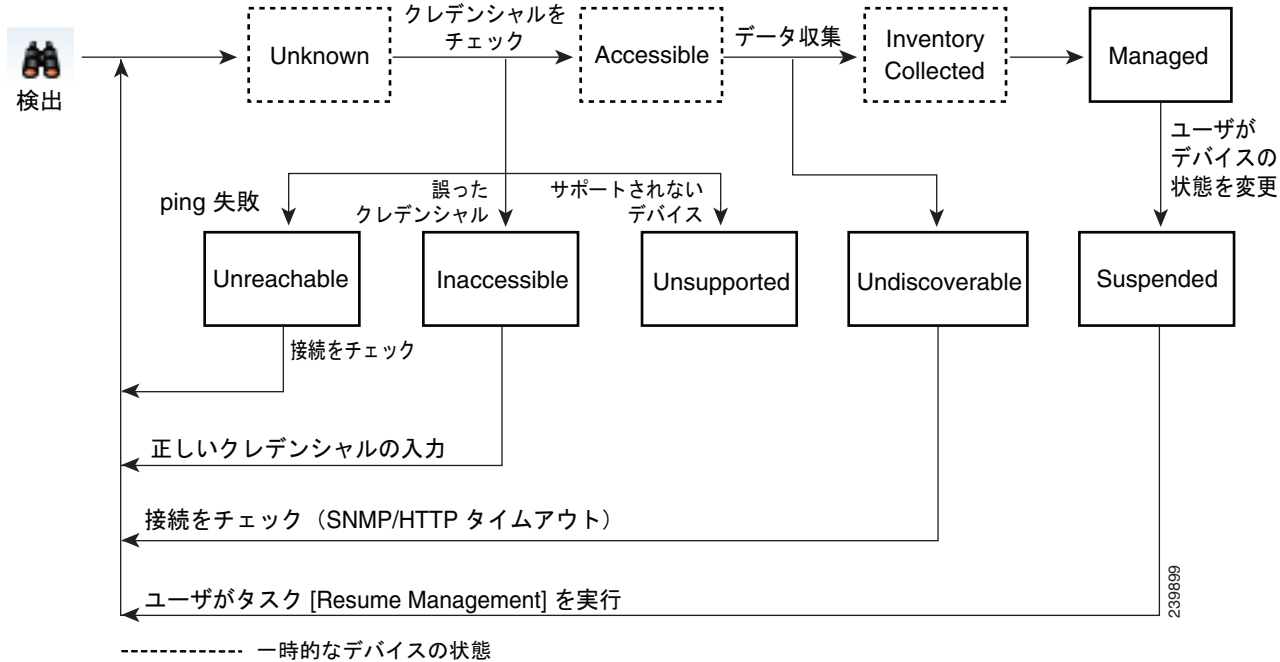 検出
Unknown
クレデンシャルを
チェック
Accessible
データ収集
Inventory
Collected
Managed
ユーザが
デバイスの
状態を変更
ping 失敗
誤った
クレデンシャル
サポートされない
デバイス
Unreachable
Inaccessible
Unsupported
Undiscoverable
Suspended
接続をチェック
正しいクレデンシャルの入力
接続をチェック（SNMP/HTTP タイムアウト）
ユーザがタスク [Resume Management] を実行
239899
一時的なデバイスの状態